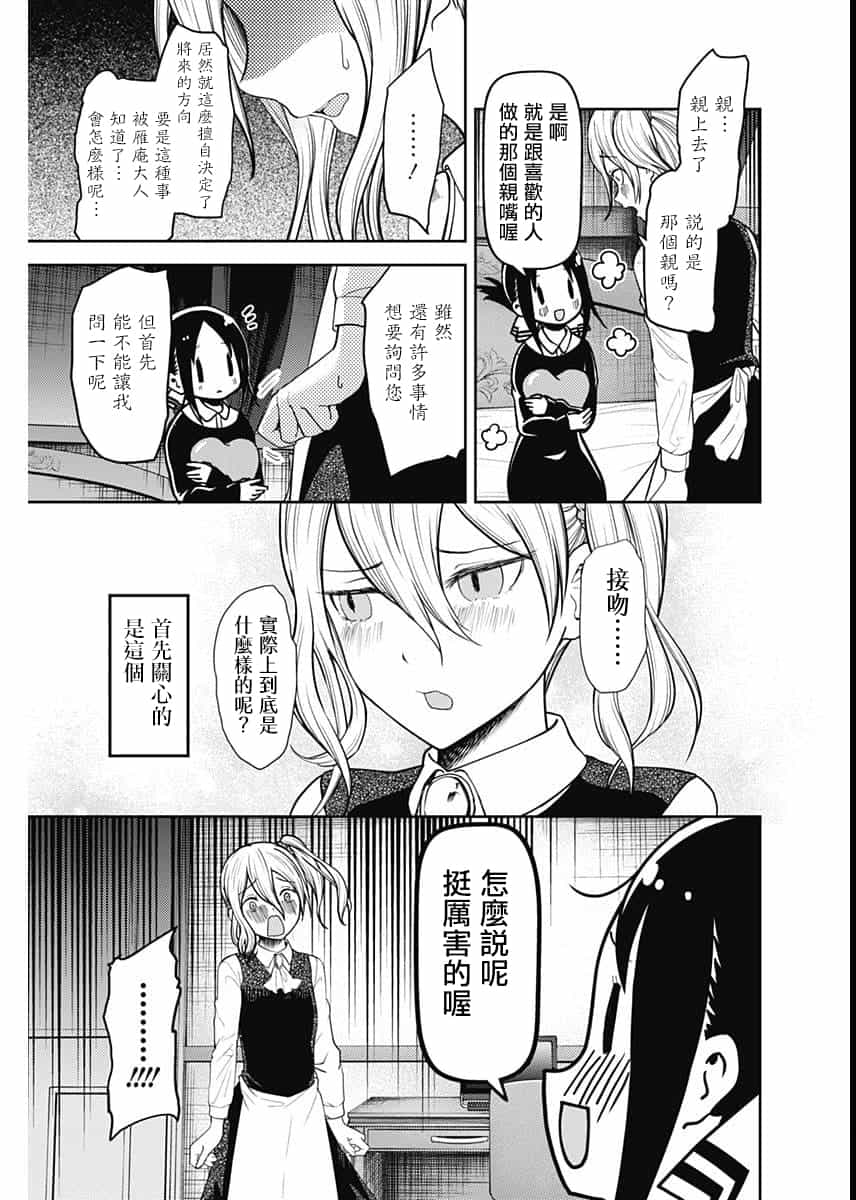 親…
親上去了
說的是
那個親嗎？
是啊
就是跟喜歡的人
做的那個親嘴喔
……！
居然就這麼擅自決定了
將來的方向
要是這種事
被雁庵大人
知道了…
會怎麼樣呢…
雖然
還有許多事情
想要詢問您
但首先
能不能讓我
問一下呢
接吻……
實際上到底是
什麼樣的呢？
首先關心的
是這個
怎麼說呢
挺厲害的喔
……!!!!!